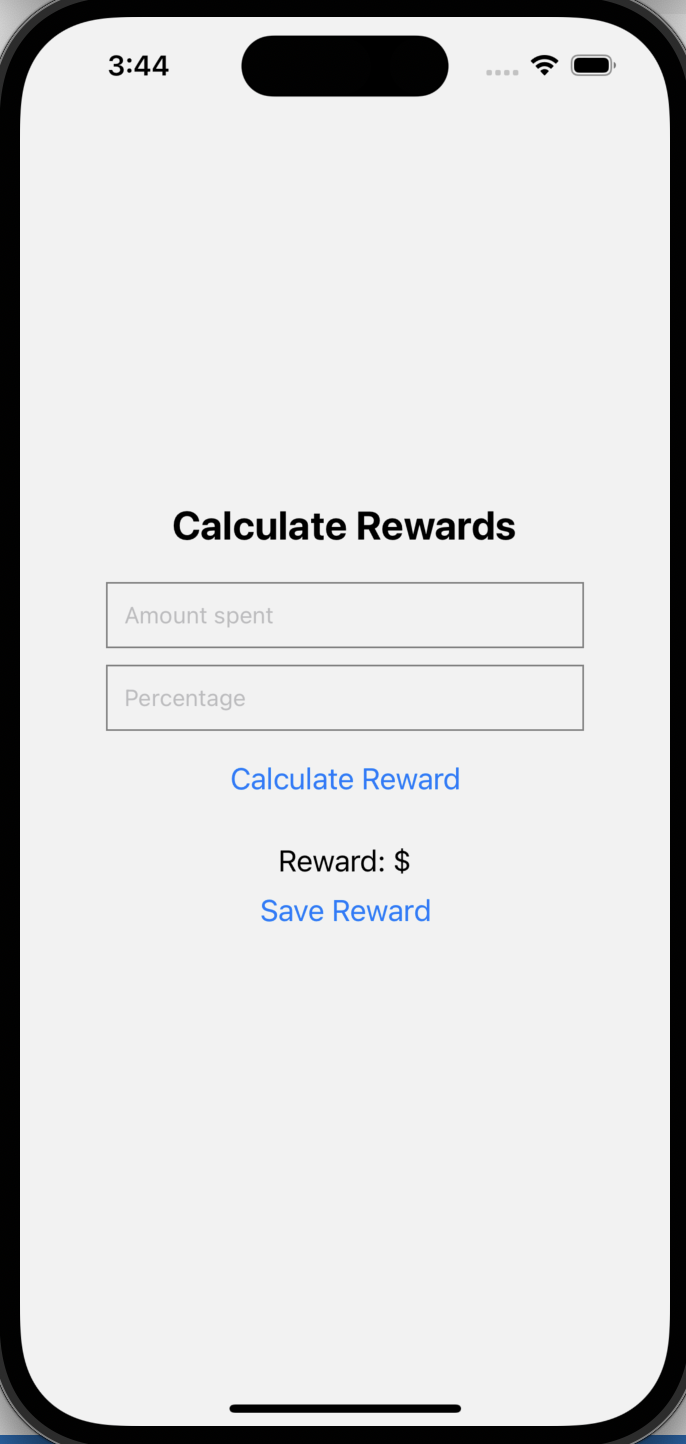 3:44
Calculate Rewards
Amount spent
Percentage
Calculate Reward
Reward: $
Save Reward